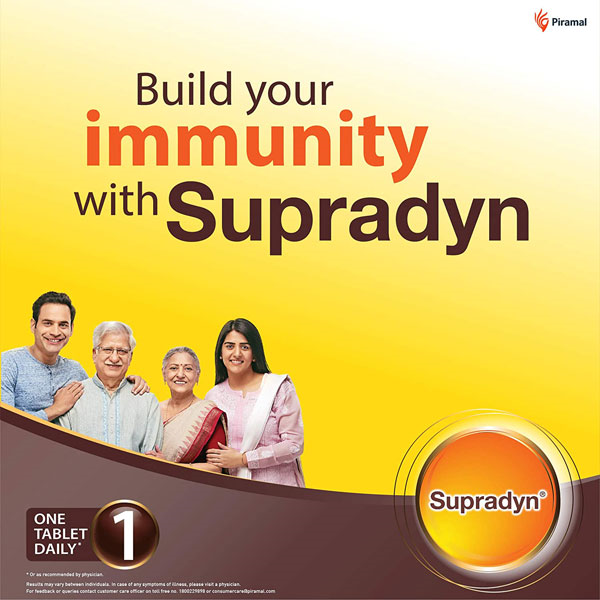 Piramal
Build your
immunity
with Supradyn
Supradyn®
ONE
TABLET
DAILY*
1
* Or as recommended by physician.
Results may vary between individuals. In case of any symptoms of illness, please visit a physician.
For feedback or queries contact customer care officer on toll free no. 1800229898 or consumercare@piramal.com